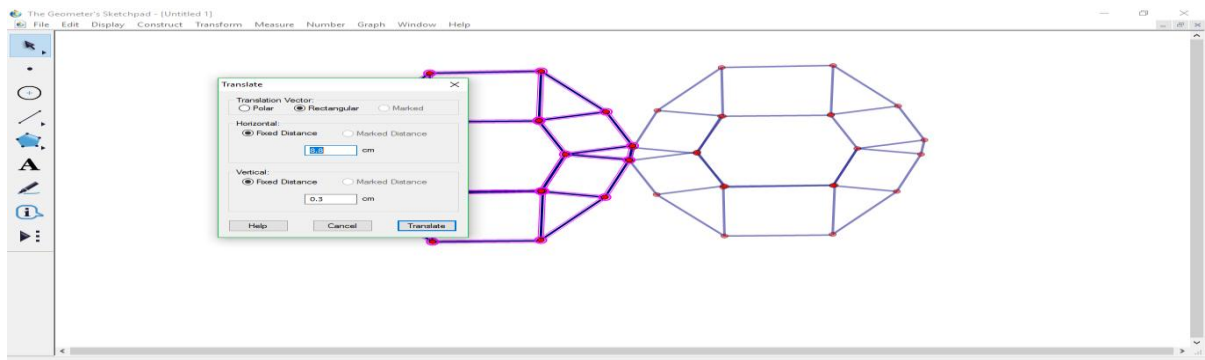 The Geometer's Sketchpad - [Untitled 1]
File Edit Display Construct Transform Measure Number Graph Window Help
A
i
Translate
Translation Vector:
Polar Rectangular Marked
Horizontal:
Fixed Distance Marked Distance
cm
Vertical:
Fixed Distance Marked Distance
0.3 cm
Help Cancel Translate